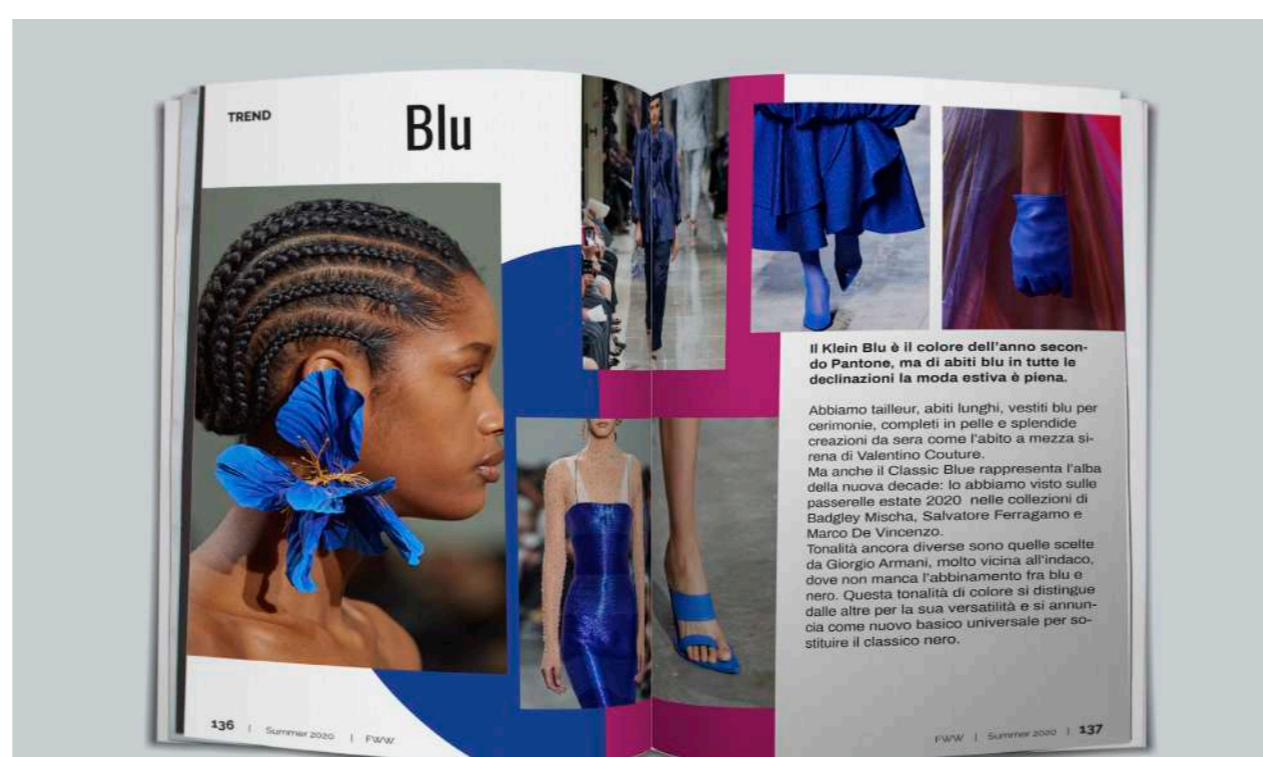 TREND
Blu
Il Klein Blu è il colore dell'anno secon-
do Pantone, ma di abiti blu in tutte le
declinazioni la moda estiva è piena.
Abbiamo tailleur, abiti lunghi, vestiti blu per
cerimonie, completi in pelle e splendide
creazioni da sera come l'abito a mezza si-
rena di Valentino Couture.
Ma anche il Classic Blue rappresenta l'alba
della nuova decade: lo abbiamo visto sulle
passerelle estate 2020 nelle collezioni di
Badgley Mischa, Salvatore Ferragamo e
Marco De Vincenzo.
Tonalità ancora diverse sono quelle scelte
da Giorgio Armani, molto vicina all'indaco,
dove non manca l'abbinamento fra blu e
nero. Questa tonalità di colore si distingue
dalle altre per la sua versatilità e si annun-
cia come nuovo basico universale per so-
stituire il classico nero.
136 | Summer 2020 | FWW
FWW | Summer 2020 | 137